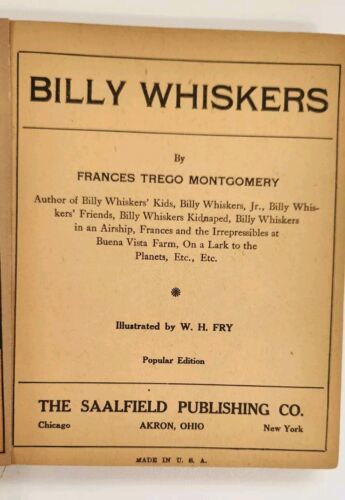 BILLY WHISKERS
By
FRANCES TREGO MONTGOMERY
Author of Billy Whiskers' Kids, Billy Whiskers, Jr., Billy Whis-
kers' Friends, Billy Whiskers Kidnaped, Billy Whiskers
in an Airship, Frances and the Irrepressibles at
Buena Vista Farm, On a Lark to the
Planets, Etc., Etc.
Illustrated by W. H. FRY
Popular Edition
THE SAALFIELD PUBLISHING CO.
Chicago AKRON, OHIO New York
MADE IN U. S. A.